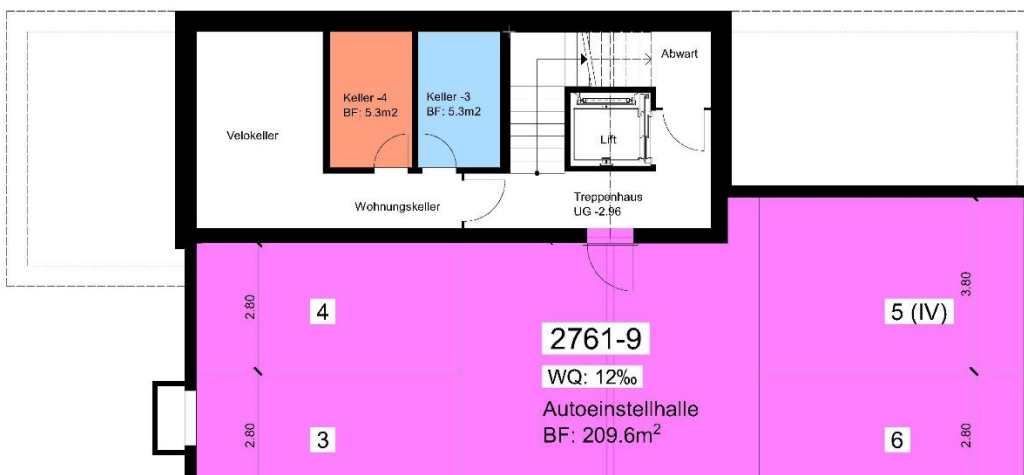 Abwart
Keller -4
BF: 5.3m2
Keller -3
BF: 5.3m2
Velokeller
Lift
Wohnungskeller
Treppenhaus
UG -2.96
2.80
4
3.80
5 (IV)
2761-9
WQ: 12‰
Autoeinstellhalle
BF: 209.6m²
2.80
3
6
2.80